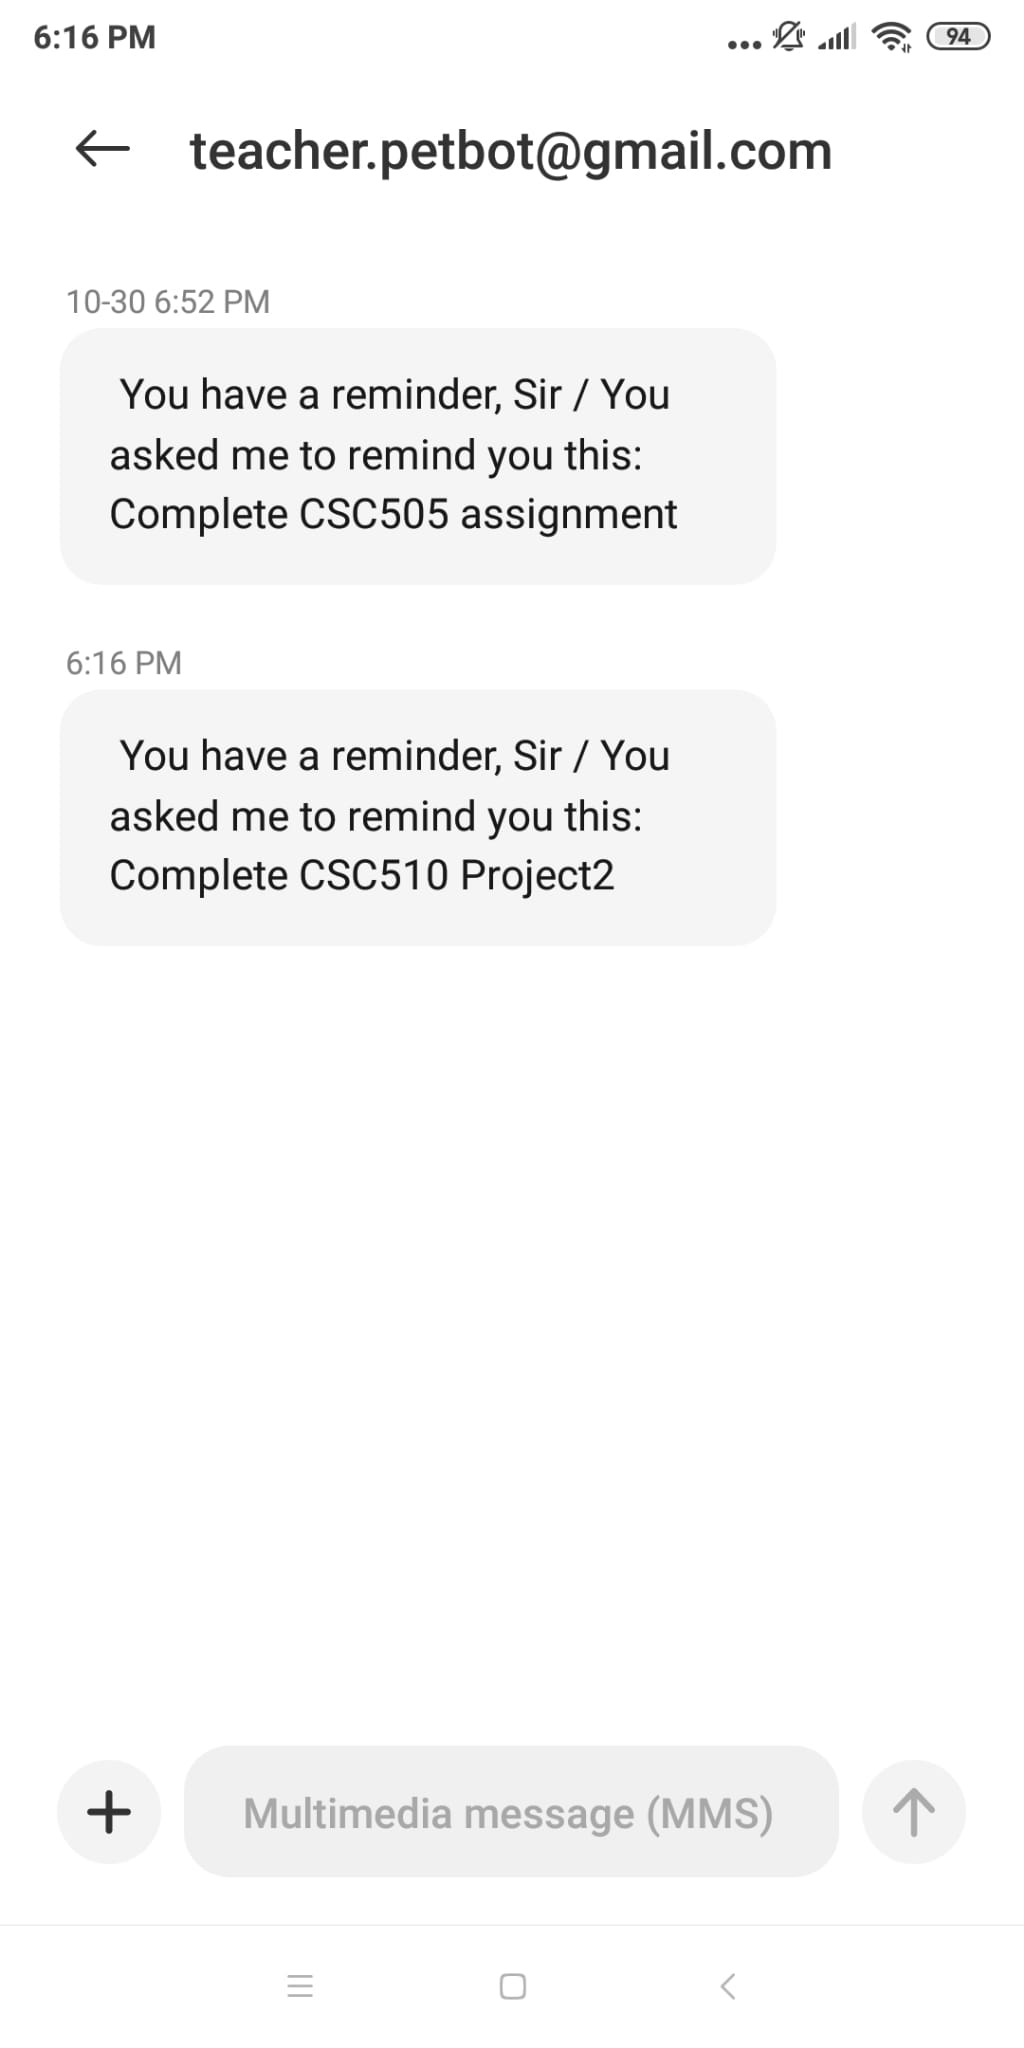 6:16 PM
94
teacher.petbot@gmail.com
10-30 6:52 PM
You have a reminder, Sir / You
asked me to remind you this:
Complete CSC505 assignment
6:16 PM
You have a reminder, Sir / You
asked me to remind you this:
Complete CSC510 Project2
Multimedia message (MMS)